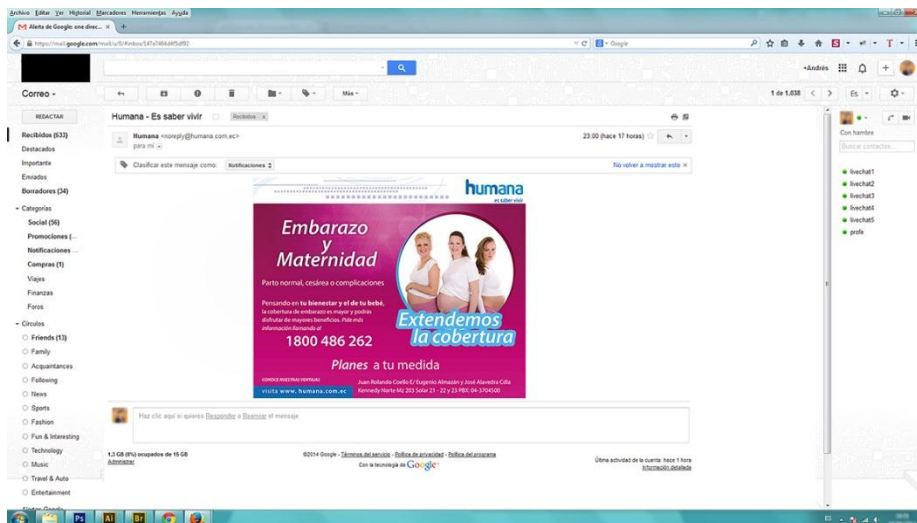 Archivo Editar Ver Historial Marcadores Herramientas Ayuda
Alerta de Google: one direc...
Google
+Andrés
Correo
Más
1 de 1.038
Es
REDACTAR
Recibidos (633)
Destacados
Importante
Enviados
Borradores (34)
Categorías
Social (56)
Promociones (...
Notificaciones ...
Compras (1)
Viajes
Finanzas
Foros
Círculos
Friends (13)
Family
Acquaintances
Following
News
Sports
Fashion
Fun & Interesting
Technology
Music
Travel & Auto
Entertainment
Humana - Es saber vivir
Recibidos x
Humana <noreply@humana.com.ec>
para mí
23:00 (hace 17 horas)
Clasificar este mensaje como: Notificaciones
No volver a mostrar esto ×
humana
es saber vivir
Embarazo
y
Maternidad
Parto normal, cesárea o complicaciones
Pensando en tu bienestar y el de tu bebé,
la cobertura de embarazo es mayor y podrás
disfrutar de mayores beneficios. Pide más
información llamando al
1800 486 262
Extendemos
la cobertura
Planes a tu medida
CONOCE NUESTRAS VENTAJAS
visita www.humana.com.ec
Juan Rolando Coello E/ Eugenio Almazán y José Alavedra Cdla
Kennedy Norte Mz 203 Solar 21 - 22 y 23 PBX: 04-3704500
Haz clic aquí si quieres Responder o Reenviar el mensaje
1,3 GB (8%) ocupados de 15 GB
Administrar
©2014 Google - Términos del servicio - Política de privacidad - Política del programa
Con la tecnología de Google
Última actividad de la cuenta: hace 1 hora
Información detallada
Con hambre
Buscar contactos...
livechat1
livechat2
livechat3
livechat4
livechat5
profe
Ps
Ai
Br
ES